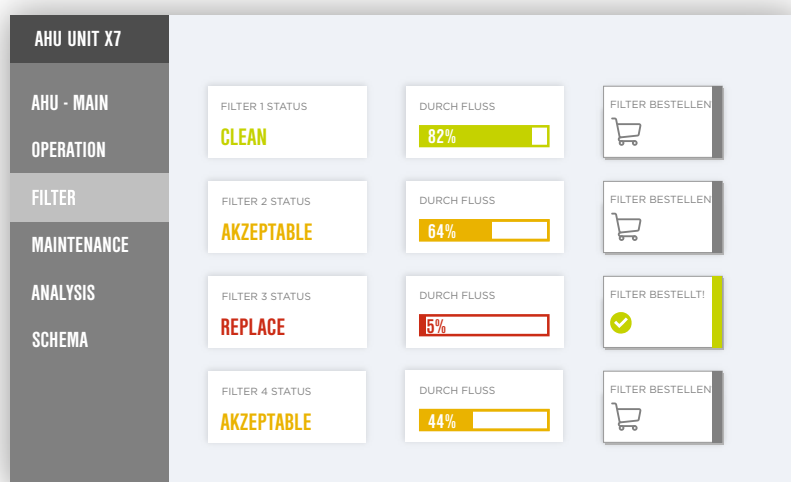 AHU UNIT X7
AHU - MAIN
OPERATION
FILTER
MAINTENANCE
ANALYSIS
SCHEMA
FILTER 1 STATUS
CLEAN
DURCH FLUSS
82%
FILTER BESTELLEN
FILTER 2 STATUS
AKZEPTABLE
DURCH FLUSS
64%
FILTER BESTELLEN
FILTER 3 STATUS
REPLACE
DURCH FLUSS
5%
FILTER BESTELLT!
FILTER 4 STATUS
AKZEPTABLE
DURCH FLUSS
44%
FILTER BESTELLEN